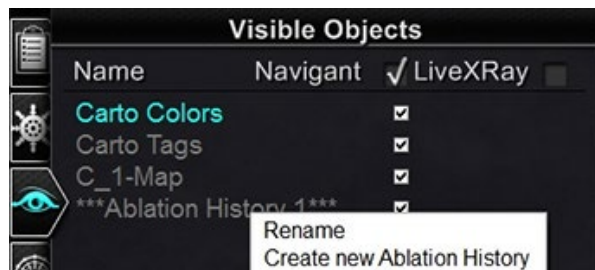 Visible Objects
Name Navigant LiveXRay
Carto Colors
Carto Tags
C_1-Map
***Ablation History 1***
Rename
Create new Ablation History